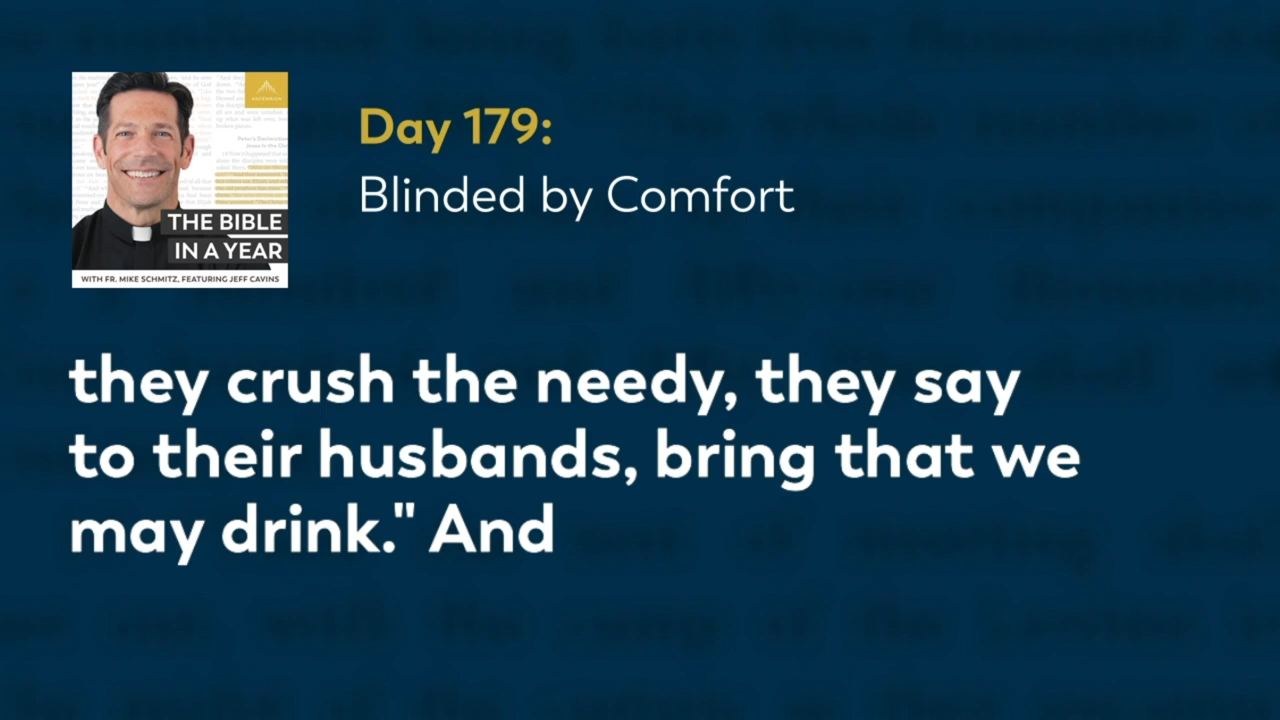 ASCENSION
THE BIBLE
IN A YEAR
WITH FR. MIKE SCHMITZ, FEATURING JEFF CAVINS
Day 179:
Blinded by Comfort
they crush the needy, they say
to their husbands, bring that we
may drink." And